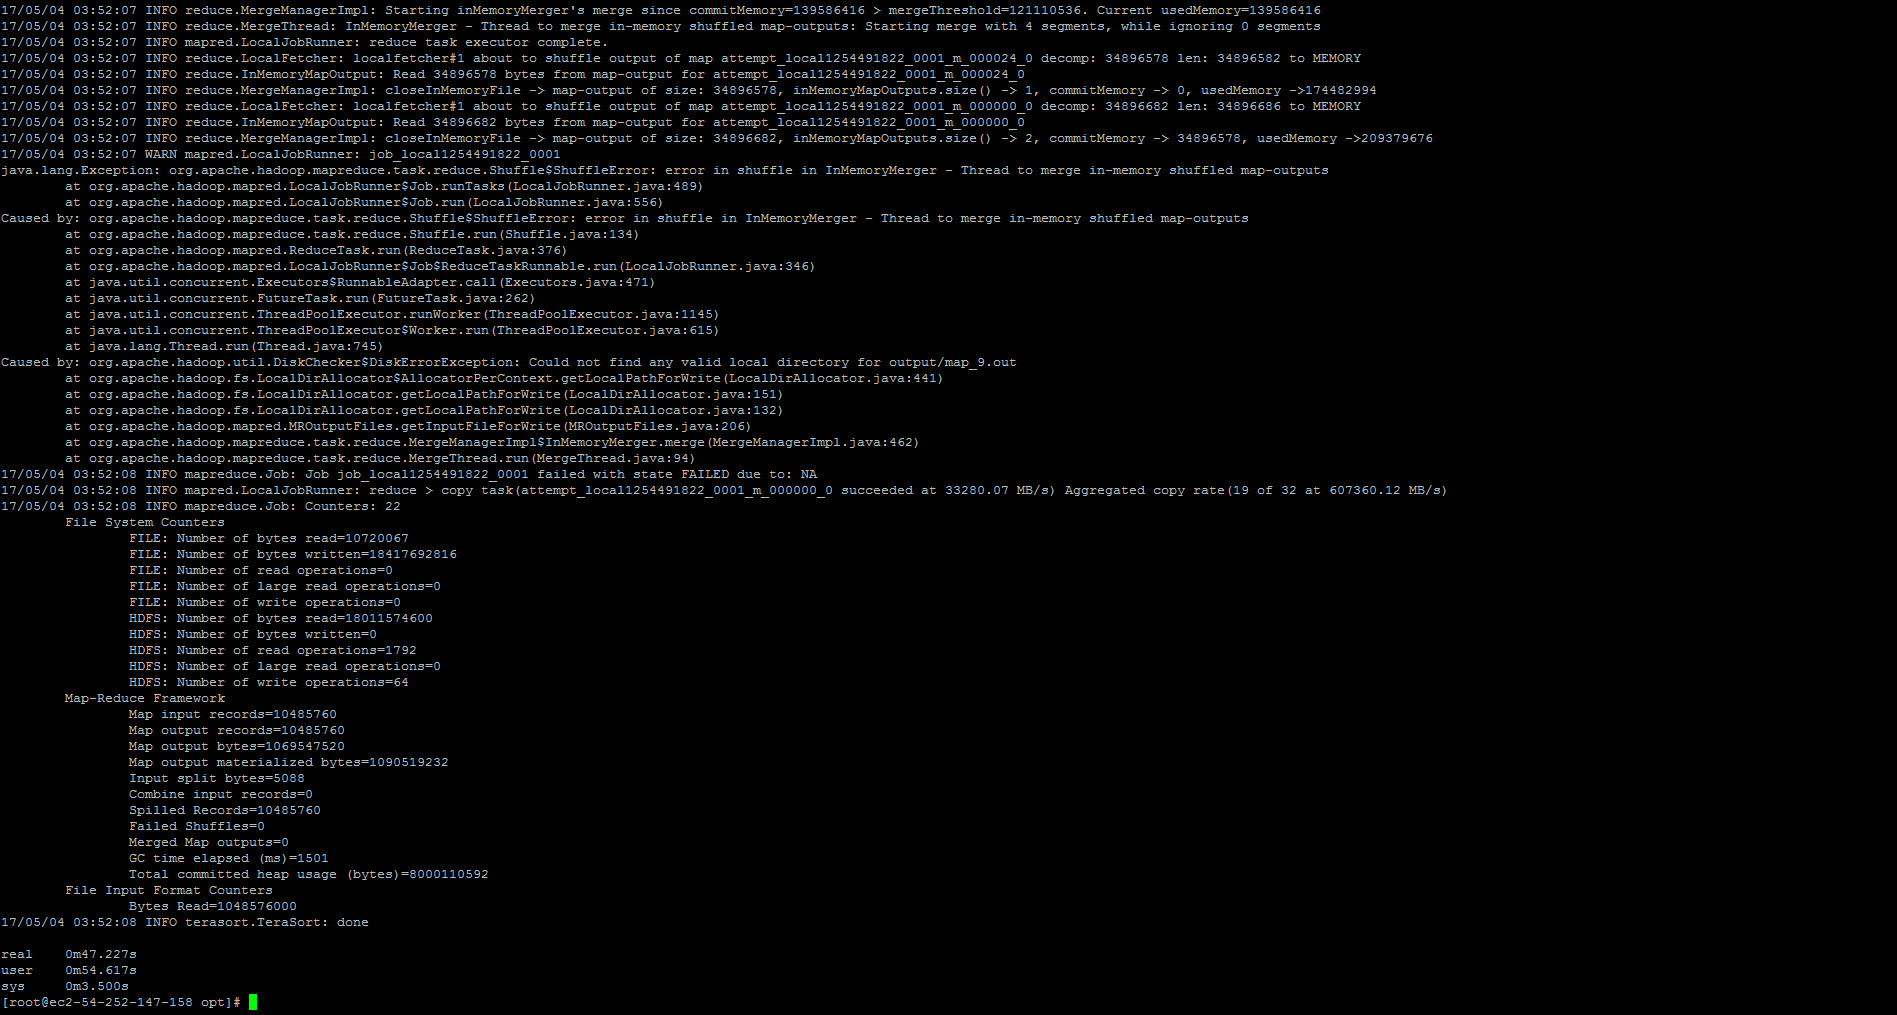 17/05/04 03:52:07 INFO reduce.MergeManagerImpl: Starting inMemoryMerger's merge since commitMemory=139586416 > mergeThreshold=121110536. Current usedMemory=139586416
17/05/04 03:52:07 INFO reduce.MergeThread: InMemoryMerger - Thread to merge in-memory shuffled map-outputs: Starting merge with 4 segments, while ignoring 0 segments
17/05/04 03:52:07 INFO mapred.LocalJobRunner: reduce task executor complete.
17/05/04 03:52:07 INFO reduce.LocalFetcher: localfetcher#1 about to shuffle output of map attempt_local1254491822_0001_m_000024_0 decomp: 34896578 len: 34896582 to MEMORY
17/05/04 03:52:07 INFO reduce.InMemoryMapOutput: Read 34896578 bytes from map-output for attempt_local1254491822_0001_m_000024_0
17/05/04 03:52:07 INFO reduce.MergeManagerImpl: closeInMemoryFile -> map-output of size: 34896578, inMemoryMapOutputs.size() -> 1, commitMemory -> 0, usedMemory ->174482994
17/05/04 03:52:07 INFO reduce.LocalFetcher: localfetcher#1 about to shuffle output of map attempt_local1254491822_0001_m_000000_0 decomp: 34896682 len: 34896686 to MEMORY
17/05/04 03:52:07 INFO reduce.InMemoryMapOutput: Read 34896682 bytes from map-output for attempt_local1254491822_0001_m_000000_0
17/05/04 03:52:07 INFO reduce.MergeManagerImpl: closeInMemoryFile -> map-output of size: 34896682, inMemoryMapOutputs.size() -> 2, commitMemory -> 34896578, usedMemory ->209379676
17/05/04 03:52:07 WARN mapred.LocalJobRunner: job_local1254491822_0001
java.lang.Exception: org.apache.hadoop.mapreduce.task.reduce.Shuffle$ShuffleError: error in shuffle in InMemoryMerger - Thread to merge in-memory shuffled map-outputs
at org.apache.hadoop.mapred.LocalJobRunner$Job.runTasks(LocalJobRunner.java:489)
at org.apache.hadoop.mapred.LocalJobRunner$Job.run(LocalJobRunner.java:556)
Caused by: org.apache.hadoop.mapreduce.task.reduce.Shuffle$ShuffleError: error in shuffle in InMemoryMerger - Thread to merge in-memory shuffled map-outputs
at org.apache.hadoop.mapreduce.task.reduce.Shuffle.run(Shuffle.java:134)
at org.apache.hadoop.mapred.ReduceTask.run(ReduceTask.java:376)
at org.apache.hadoop.mapred.LocalJobRunner$Job$ReduceTaskRunnable.run(LocalJobRunner.java:346)
at java.util.concurrent.Executors$RunnableAdapter.call(Executors.java:471)
at java.util.concurrent.FutureTask.run(FutureTask.java:262)
at java.util.concurrent.ThreadPoolExecutor.runWorker(ThreadPoolExecutor.java:1145)
at java.util.concurrent.ThreadPoolExecutor$Worker.run(ThreadPoolExecutor.java:615)
at java.lang.Thread.run(Thread.java:745)
Caused by: org.apache.hadoop.util.DiskChecker$DiskErrorException: Could not find any valid local directory for output/map_9.out
at org.apache.hadoop.fs.LocalDirAllocator$AllocatorPerContext.getLocalPathForWrite(LocalDirAllocator.java:441)
at org.apache.hadoop.fs.LocalDirAllocator.getLocalPathForWrite(LocalDirAllocator.java:151)
at org.apache.hadoop.fs.LocalDirAllocator.getLocalPathForWrite(LocalDirAllocator.java:132)
at org.apache.hadoop.mapred.MROutputFiles.getInputFileForWrite(MROutputFiles.java:206)
at org.apache.hadoop.mapreduce.task.reduce.MergeManagerImpl$InMemoryMerger.merge(MergeManagerImpl.java:462)
at org.apache.hadoop.mapreduce.task.reduce.MergeThread.run(MergeThread.java:94)
17/05/04 03:52:08 INFO mapreduce.Job: Job job_local1254491822_0001 failed with state FAILED due to: NA
17/05/04 03:52:08 INFO mapred.LocalJobRunner: reduce > copy task(attempt_local1254491822_0001_m_000000_0 succeeded at 33280.07 MB/s) Aggregated copy rate(19 of 32 at 607360.12 MB/s)
17/05/04 03:52:08 INFO mapreduce.Job: Counters: 22
File System Counters
FILE: Number of bytes read=10720067
FILE: Number of bytes written=18417692816
FILE: Number of read operations=0
FILE: Number of large read operations=0
FILE: Number of write operations=0
HDFS: Number of bytes read=18011574600
HDFS: Number of bytes written=0
HDFS: Number of read operations=1792
HDFS: Number of large read operations=0
HDFS: Number of write operations=64
Map-Reduce Framework
Map input records=10485760
Map output records=10485760
Map output bytes=1069547520
Map output materialized bytes=1090519232
Input split bytes=5088
Combine input records=0
Spilled Records=10485760
Failed Shuffles=0
Merged Map outputs=0
GC time elapsed (ms)=1501
Total committed heap usage (bytes)=8000110592
File Input Format Counters
Bytes Read=1048576000
17/05/04 03:52:08 INFO terasort.TeraSort: done
real 0m47.227s
user 0m54.617s
sys 0m3.500s
[root@ec2-54-252-147-158 opt]#